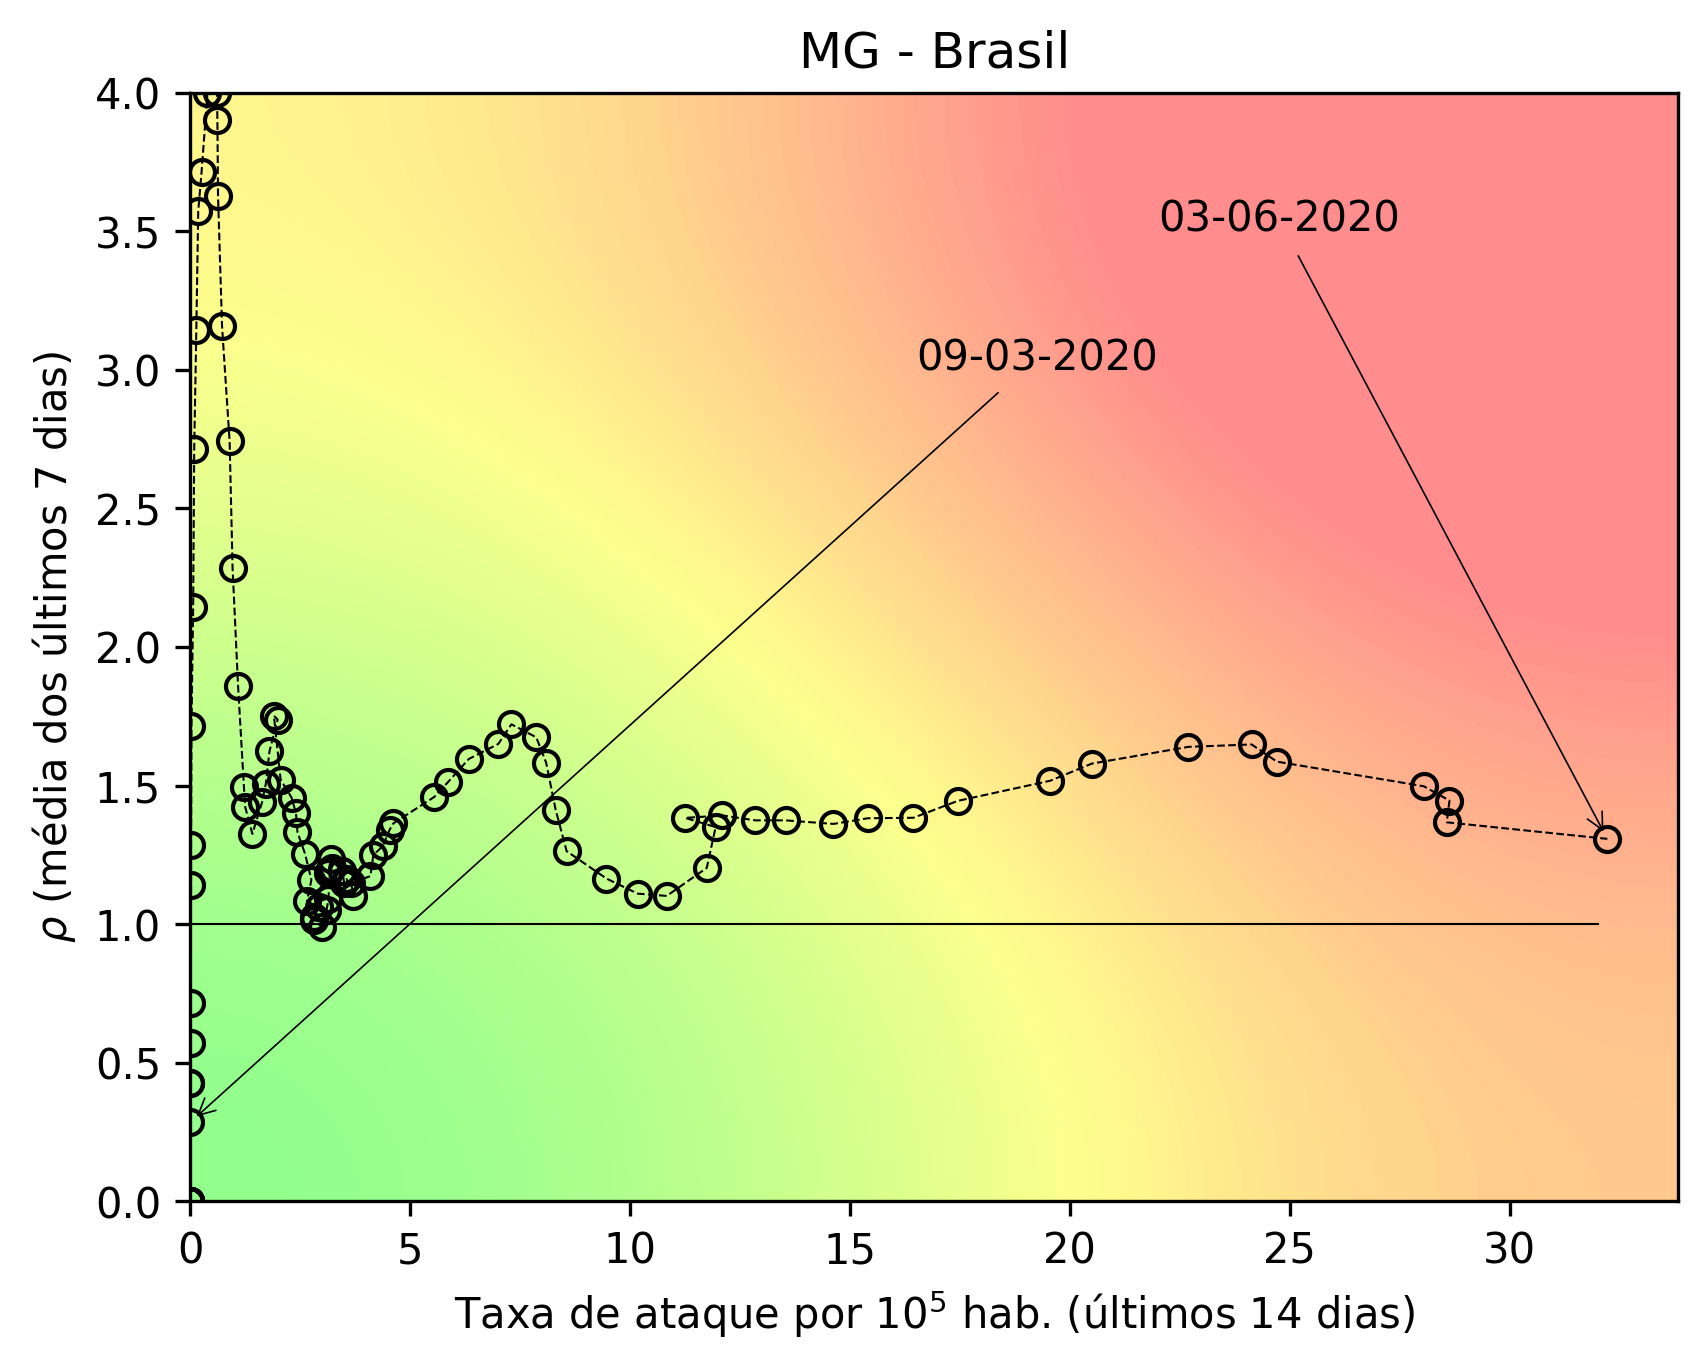 MG - Brasil
4.0
3.5
3.0
2.5
2.0
1.5
1.0
0.5
0.0
ρ (média dos últimos 7 dias)
03-06-2020
09-03-2020
0 5 10 15 20 25 30
Taxa de ataque por 10⁵ hab. (últimos 14 dias)